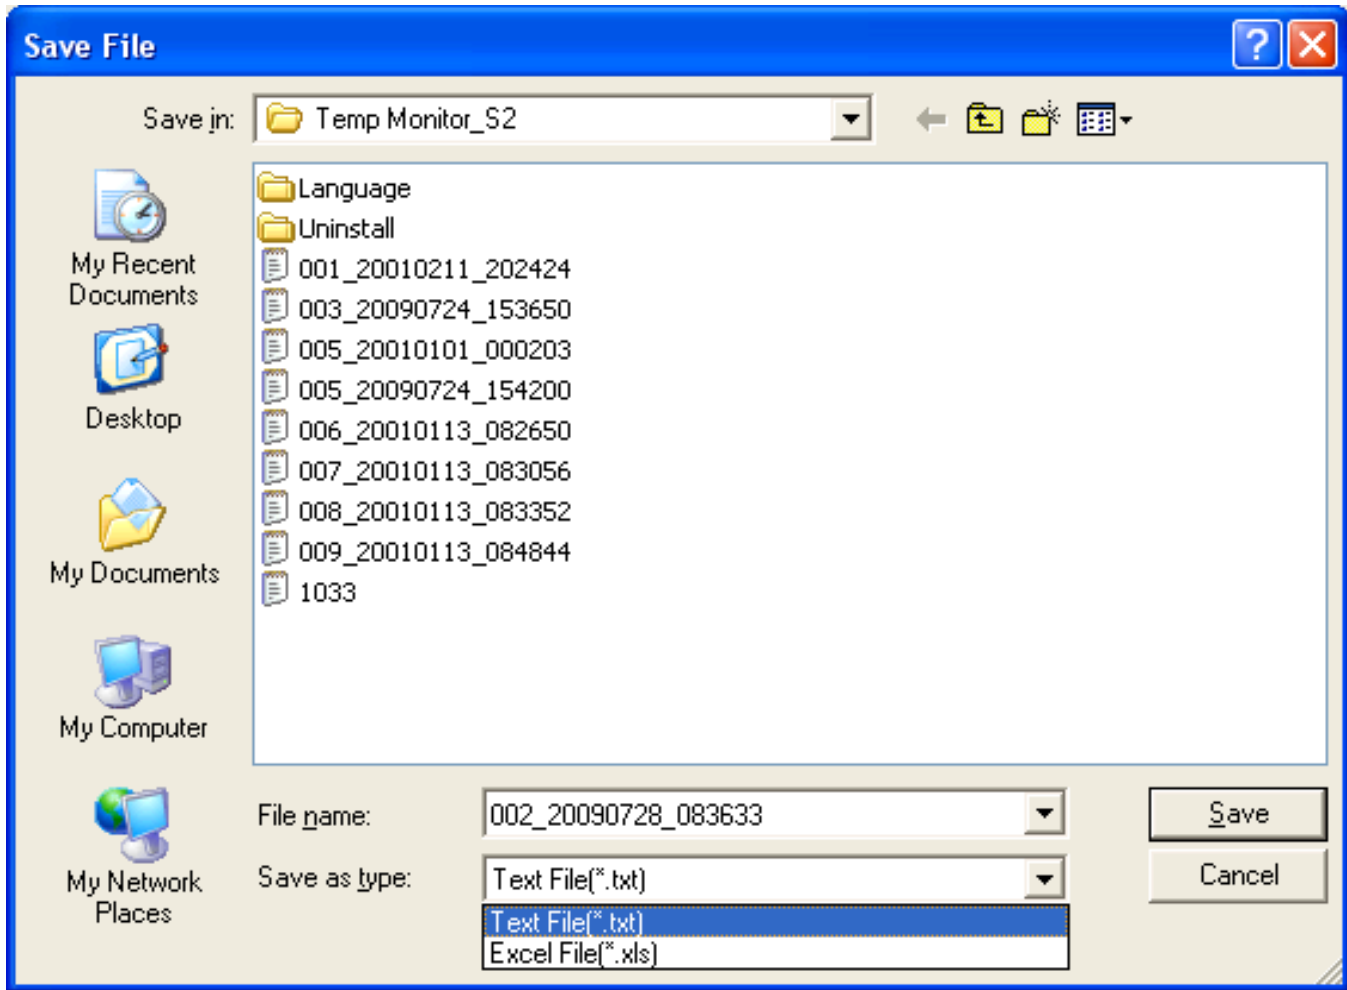 Save File
Save in:
Temp Monitor_S2
Language
Uninstall
001_20010211_202424
003_20090724_153650
005_20010101_000203
005_20090724_154200
006_20010113_082650
007_20010113_083056
008_20010113_083352
009_20010113_084844
1033
My Recent
Documents
Desktop
My Documents
My Computer
My Network
Places
File name:
002_20090728_083633
Save
Save as type:
Text File(*.txt)
Cancel
Text File(*.txt)
Excel File(*.xls)